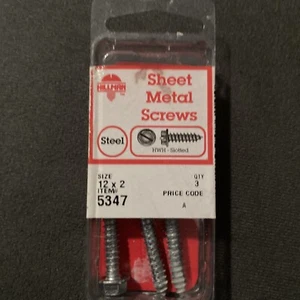 HILLMAN
Sheet
Metal
Screws
Steel
HWH - Slotted
SIZE QTY
12 x 2 3
ITEM# PRICE CODE
5347 A